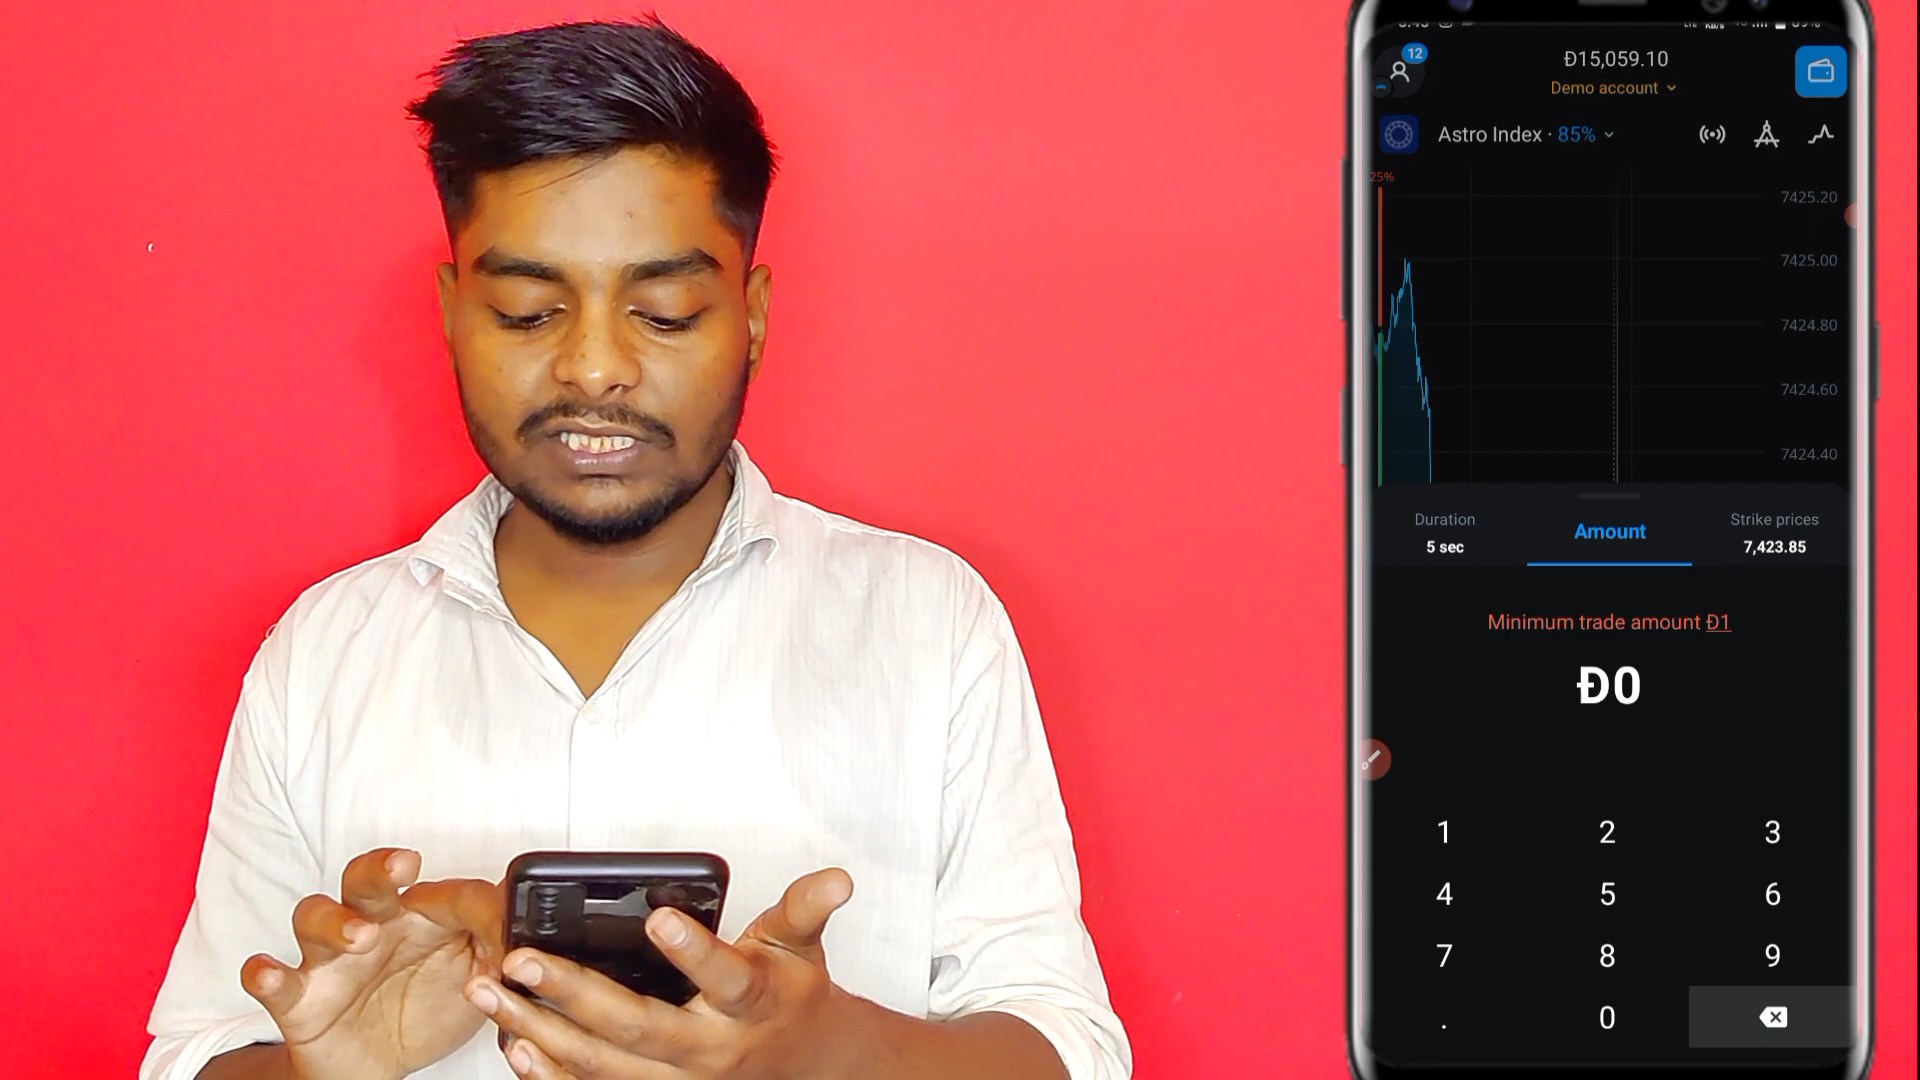 12
Đ15,059.10
Demo account
Astro Index · 85%
25%
7425.20
7425.00
7424.80
7424.60
7424.40
Duration
5 sec
Amount
Strike prices
7,423.85
Minimum trade amount Đ1
Đ0
1 2 3
4 5 6
7 8 9
. 0